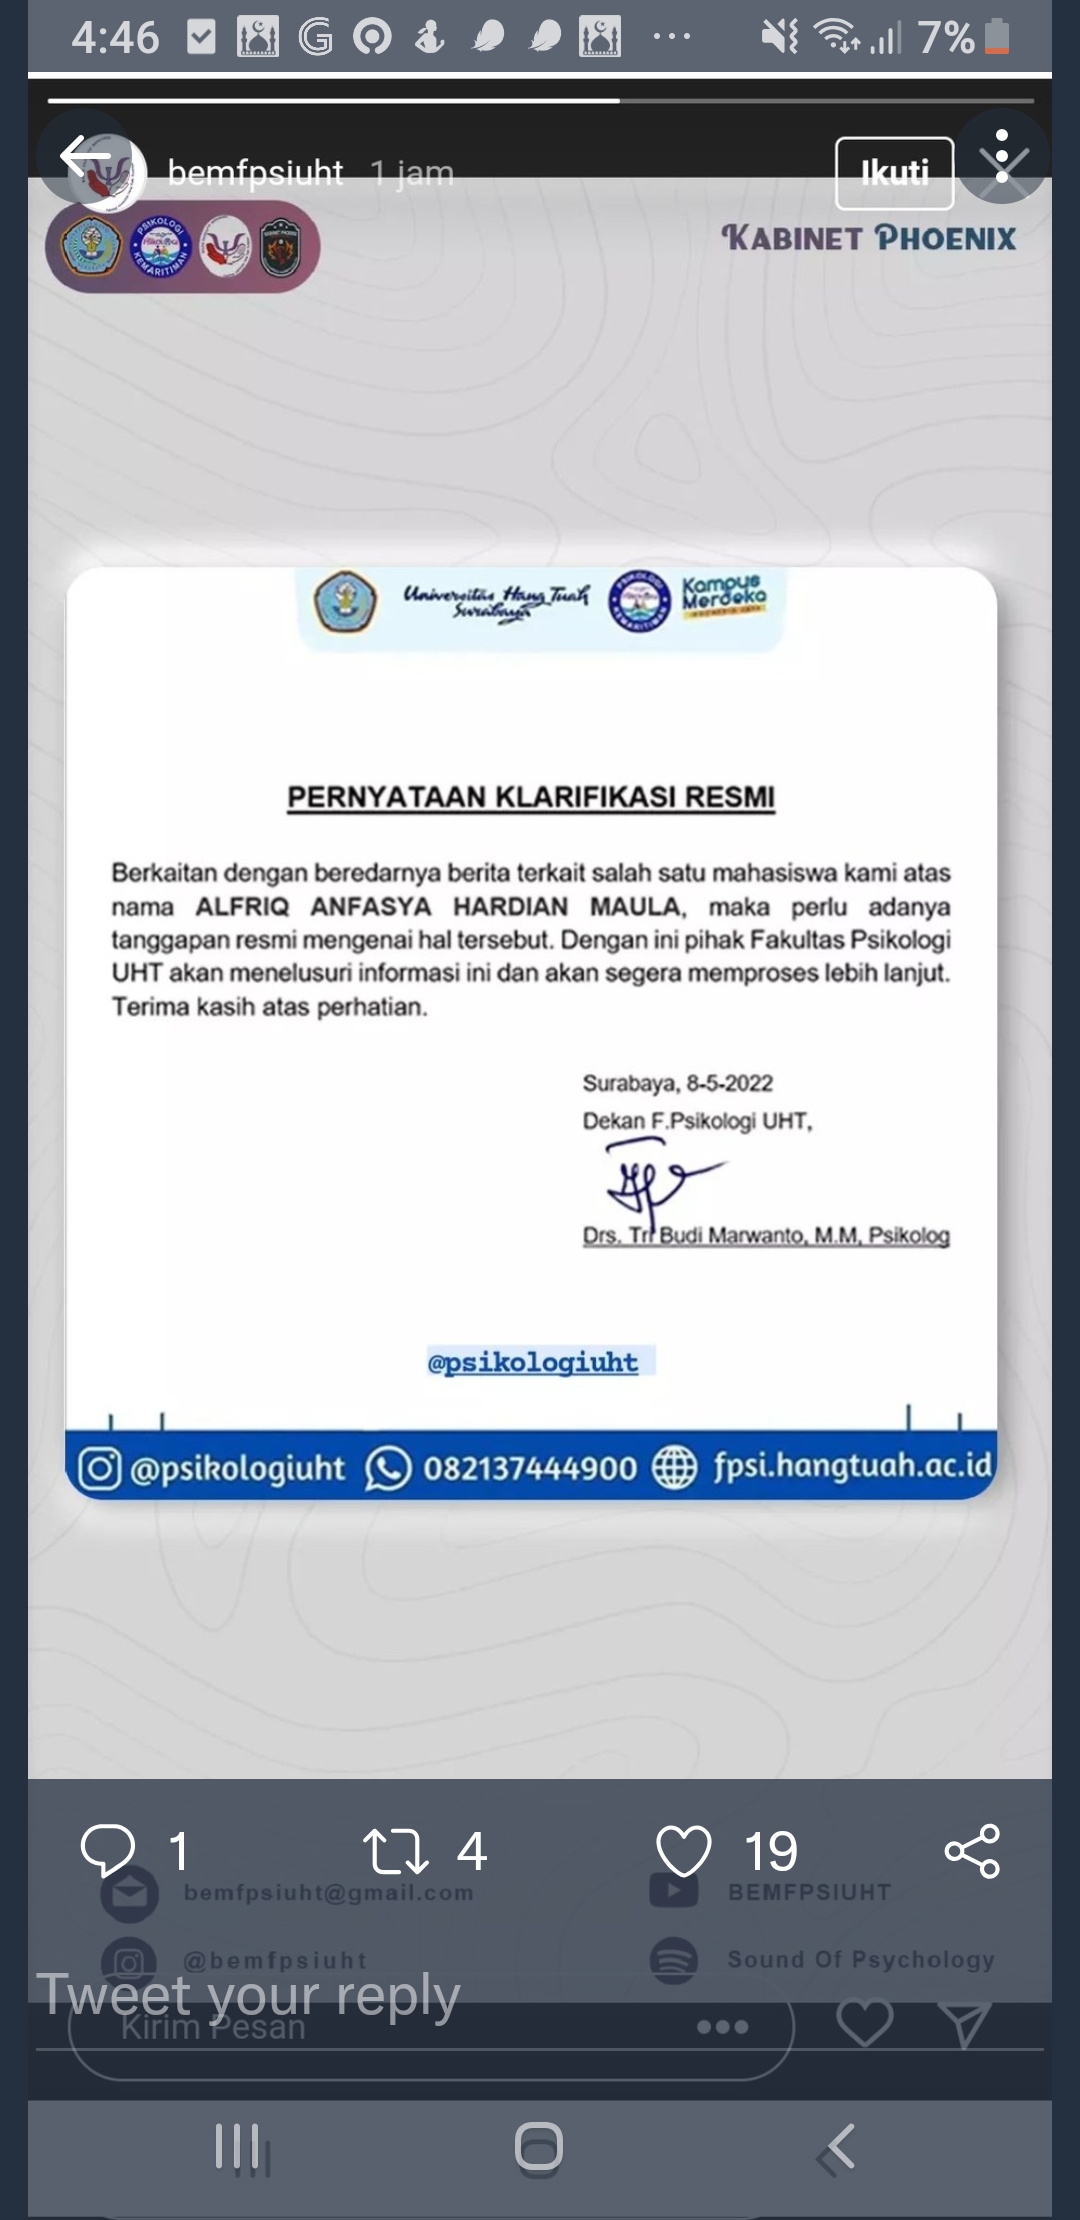 4:46
7%
bemfpsiuht 1 jam
Ikuti
KABINET PHOENIX
PSIKOLOGI
KEMARITIMAN
Universitas Hang Tuah
Surabaya
Kampus
Merdeka
PERNYATAAN KLARIFIKASI RESMI
Berkaitan dengan beredarnya berita terkait salah satu mahasiswa kami atas
nama ALFRIQ ANFASYA HARDIAN MAULA, maka perlu adanya
tanggapan resmi mengenai hal tersebut. Dengan ini pihak Fakultas Psikologi
UHT akan menelusuri informasi ini dan akan segera memproses lebih lanjut.
Terima kasih atas perhatian.
Surabaya, 8-5-2022
Dekan F.Psikologi UHT,
Drs. Tri Budi Marwanto, M.M, Psikolog
@psikologiuht
@psikologiuht 082137444900 fpsi.hangtuah.ac.id
1 4 19
bemfpsiuht@gmail.com BEMFPSIUHT
@bemfpsiuht Sound Of Psychology
Tweet your reply
Kirim Pesan